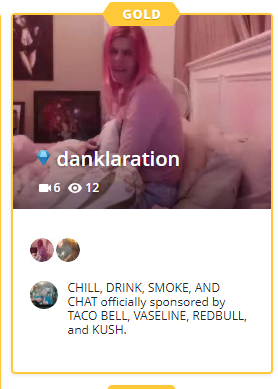 GOLD
danklaration
6 12
CHILL, DRINK, SMOKE, AND
CHAT officially sponsored by
TACO BELL, VASELINE, REDBULL,
and KUSH.